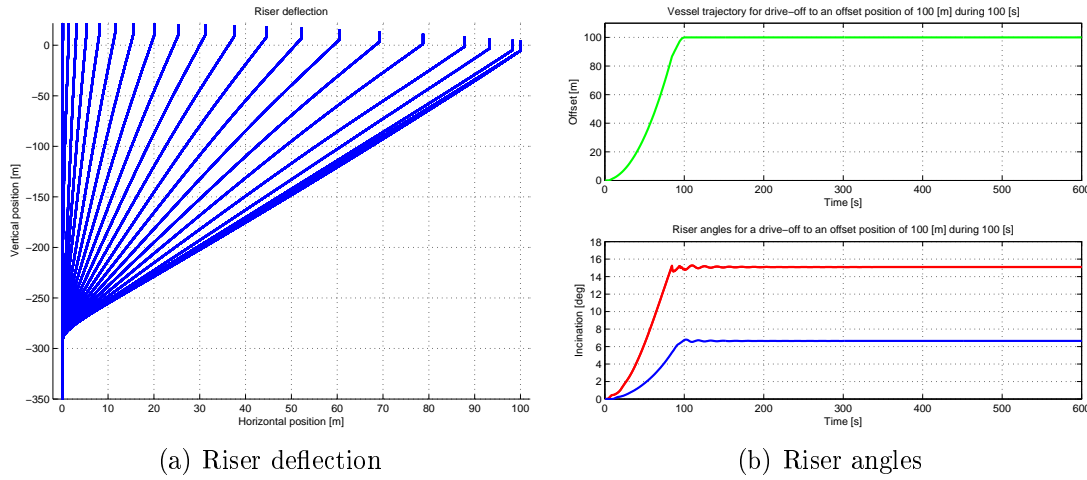 Riser deflection
0
−50
−100
−150
−200
−250
−300
−350
Vertical position [m]
0 10 20 30 40 50 60 70 80 90 100
Horizontal position [m]
(a) Riser deflection
Vessel trajectory for drive−off to an offset position of 100 [m] during 100 [s]
100
80
60
40
20
0
Offset [m]
0 100 200 300 400 500 600
Time [s]
Riser angles for a drive−off to an offset position of 100 [m] during 100 [s]
18
16
14
12
10
8
6
4
2
0
Incination [deg]
0 100 200 300 400 500 600
Time [s]
(b) Riser angles